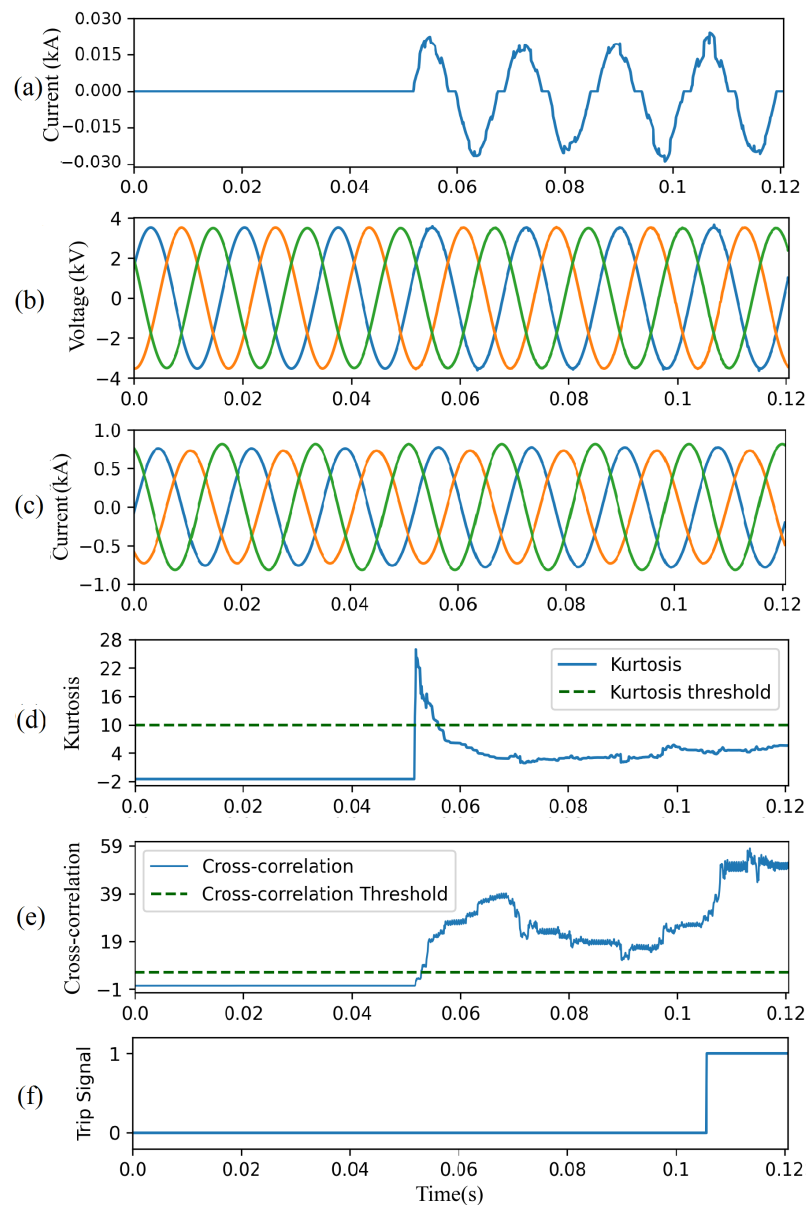 (a)
Current (kA)
0.030
0.015
0.000
−0.015
−0.030
0.0 0.02 0.04 0.06 0.08 0.1 0.12
(b)
Voltage (kV)
4
2
0
−2
−4
0.0 0.02 0.04 0.06 0.08 0.1 0.12
(c)
Current (kA)
1.0
0.5
0.0
−0.5
−1.0
0.0 0.02 0.04 0.06 0.08 0.1 0.12
(d)
Kurtosis
28
22
16
10
4
−2
Kurtosis
Kurtosis threshold
0.0 0.02 0.04 0.06 0.08 0.1 0.12
(e)
Cross-correlation
59
39
19
−1
Cross-correlation
Cross-correlation Threshold
0.0 0.02 0.04 0.06 0.08 0.1 0.12
(f)
Trip Signal
1
0
0.0 0.02 0.04 0.06 0.08 0.1 0.12
Time(s)